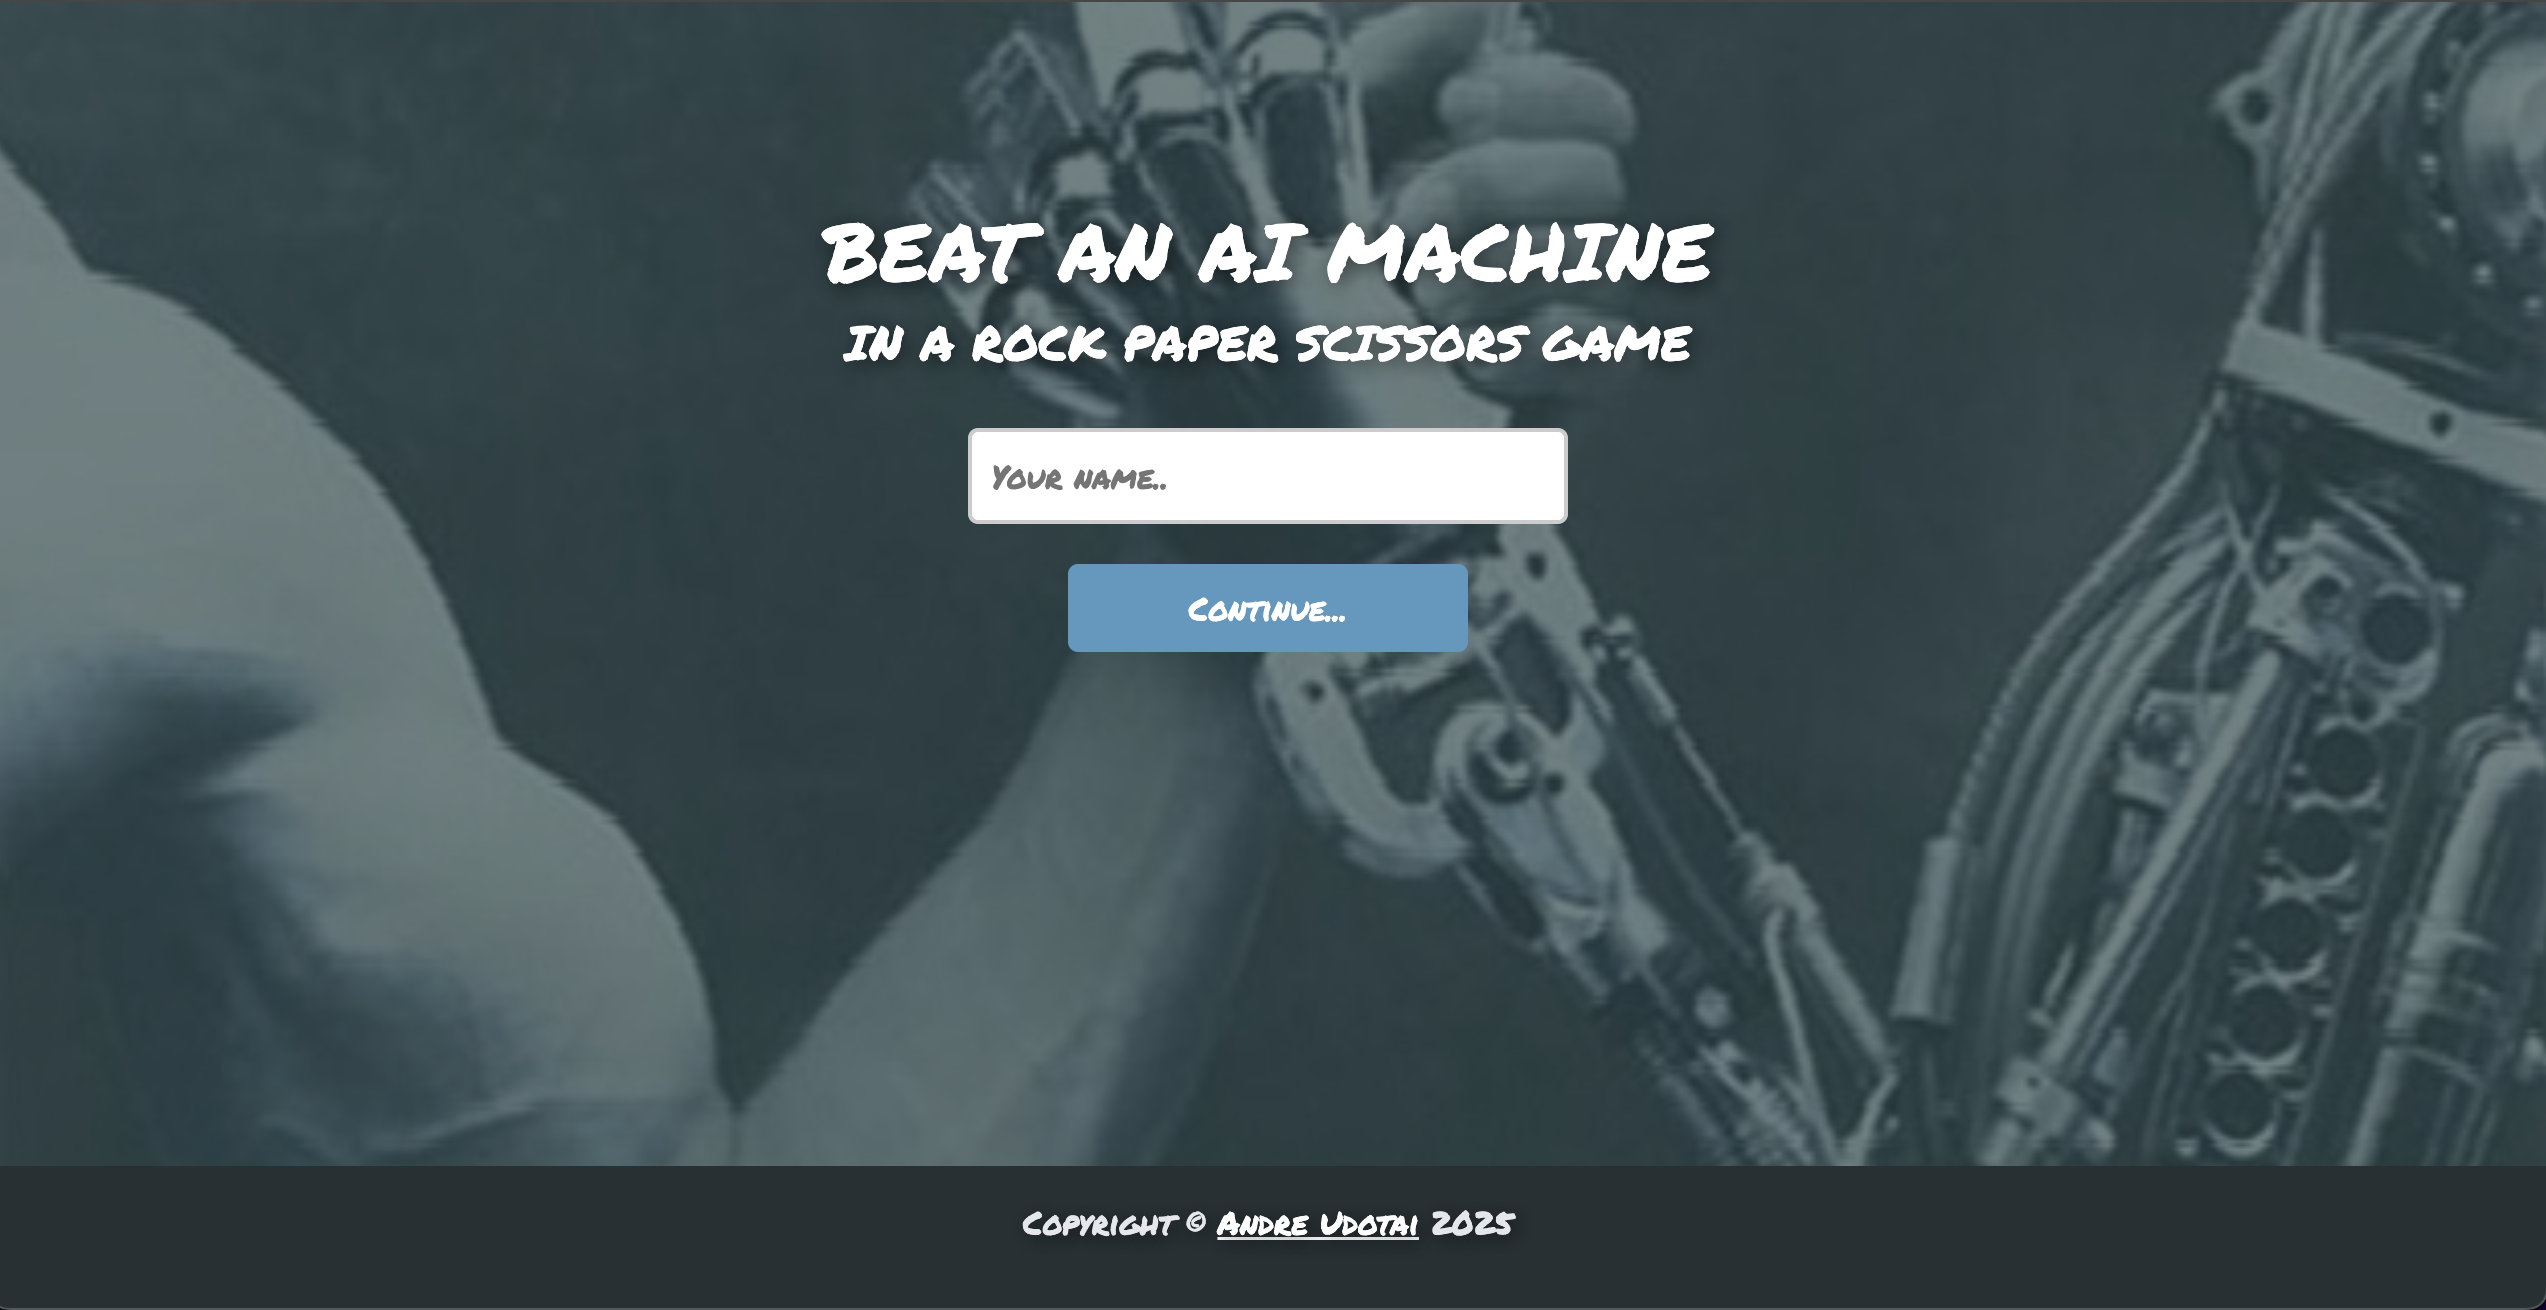 BEAT AN AI MACHINE
IN A ROCK PAPER SCISSORS GAME
Your name..
Continue...
Copyright © Andre Udotai 2025